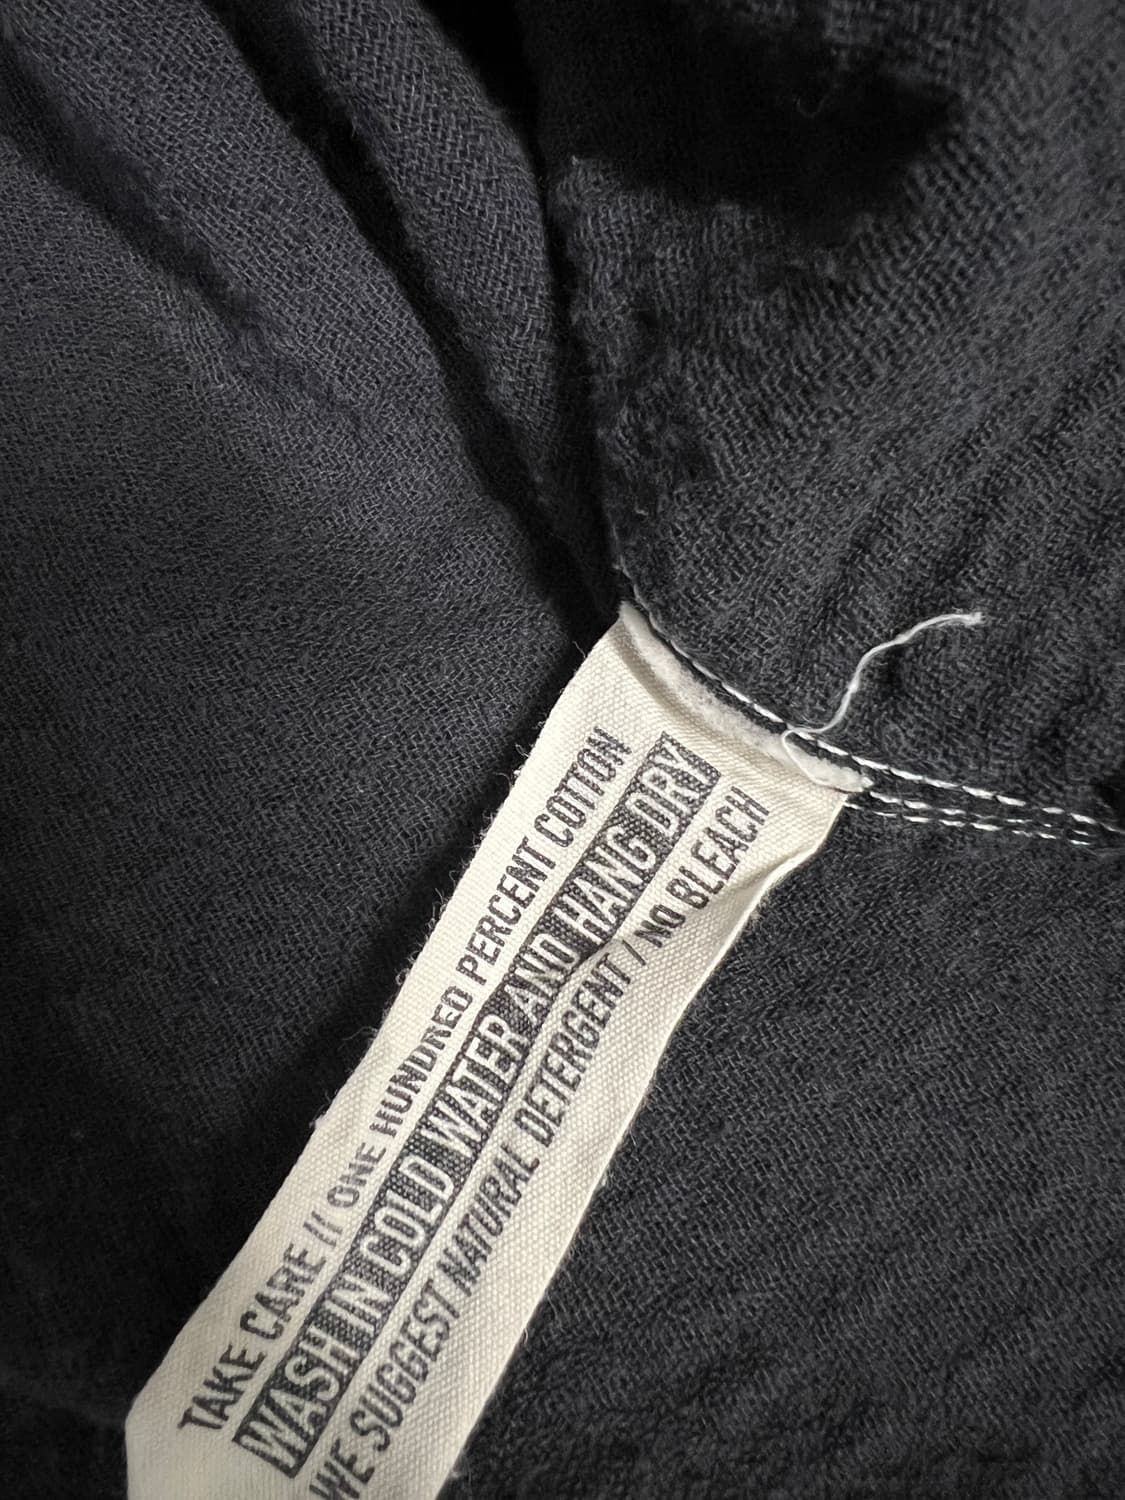 TAKE CARE // ONE HUNDRED PERCENT COTTON
WASH IN COLD WATER AND HANG DRY
WE SUGGEST NATURAL DETERGENT / NO BLEACH